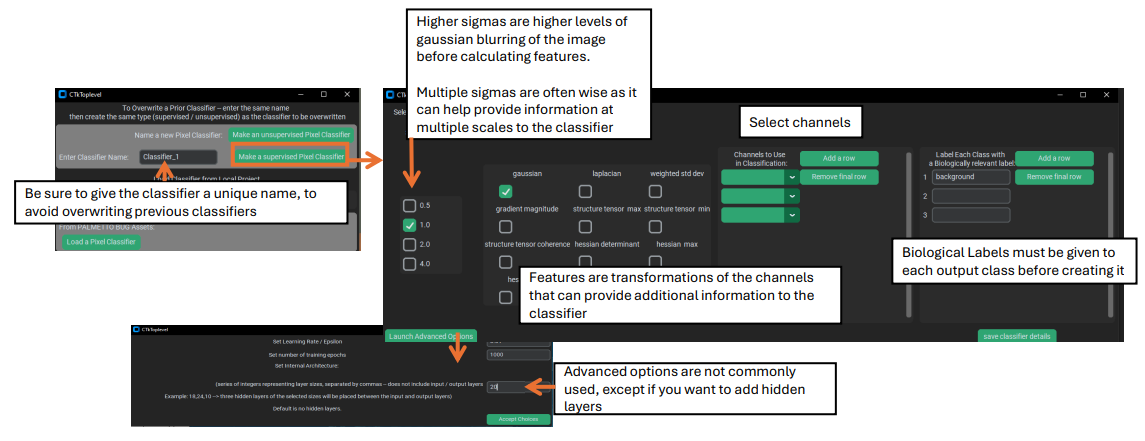 Higher sigmas are higher levels of
gaussian blurring of the image
before calculating features.
Multiple sigmas are often wise as it
can help provide information at
multiple scales to the classifier
CTkToplevel
To Overwrite a Prior Classifier – enter the same name
then create the same type (supervised / unsupervised) as the classifier to be overwritten
Name a new Pixel Classifier:
Make an unsupervised Pixel Classifier
Enter Classifier Name:
Classifier_1
Make a supervised Pixel Classifier
Classifier from Local Project
Be sure to give the classifier a unique name, to
avoid overwriting previous classifiers
From PALMETTO BUG Assets:
Load a Pixel Classifier
Select channels
0.5
1.0
2.0
4.0
gaussian
laplacian
weighted std dev
gradient magnitude
structure tensor max
structure tensor min
structure tensor coherence
hessian determinant
hessian max
Features are transformations of the channels
that can provide additional information to the
classifier
Channels to Use
in Classification:
Add a row
Remove final row
Label Each Class with
a Biologically relevant label:
Add a row
1
background
Remove final row
2
3
Biological Labels must be given to
each output class before creating it
Launch Advanced Options
save classifier details
CTkToplevel
Set Learning Rate / Epsilon
Set number of training epochs
1000
Set Internal Architecture:
(series of integers representing layer sizes, separated by commas – does not include input / output layers
20
Example: 18,24,10 --> three hidden layers of the selected sizes will be placed between the input and output layers)
Default is no hidden layers.
Accept Choices
Advanced options are not commonly
used, except if you want to add hidden
layers